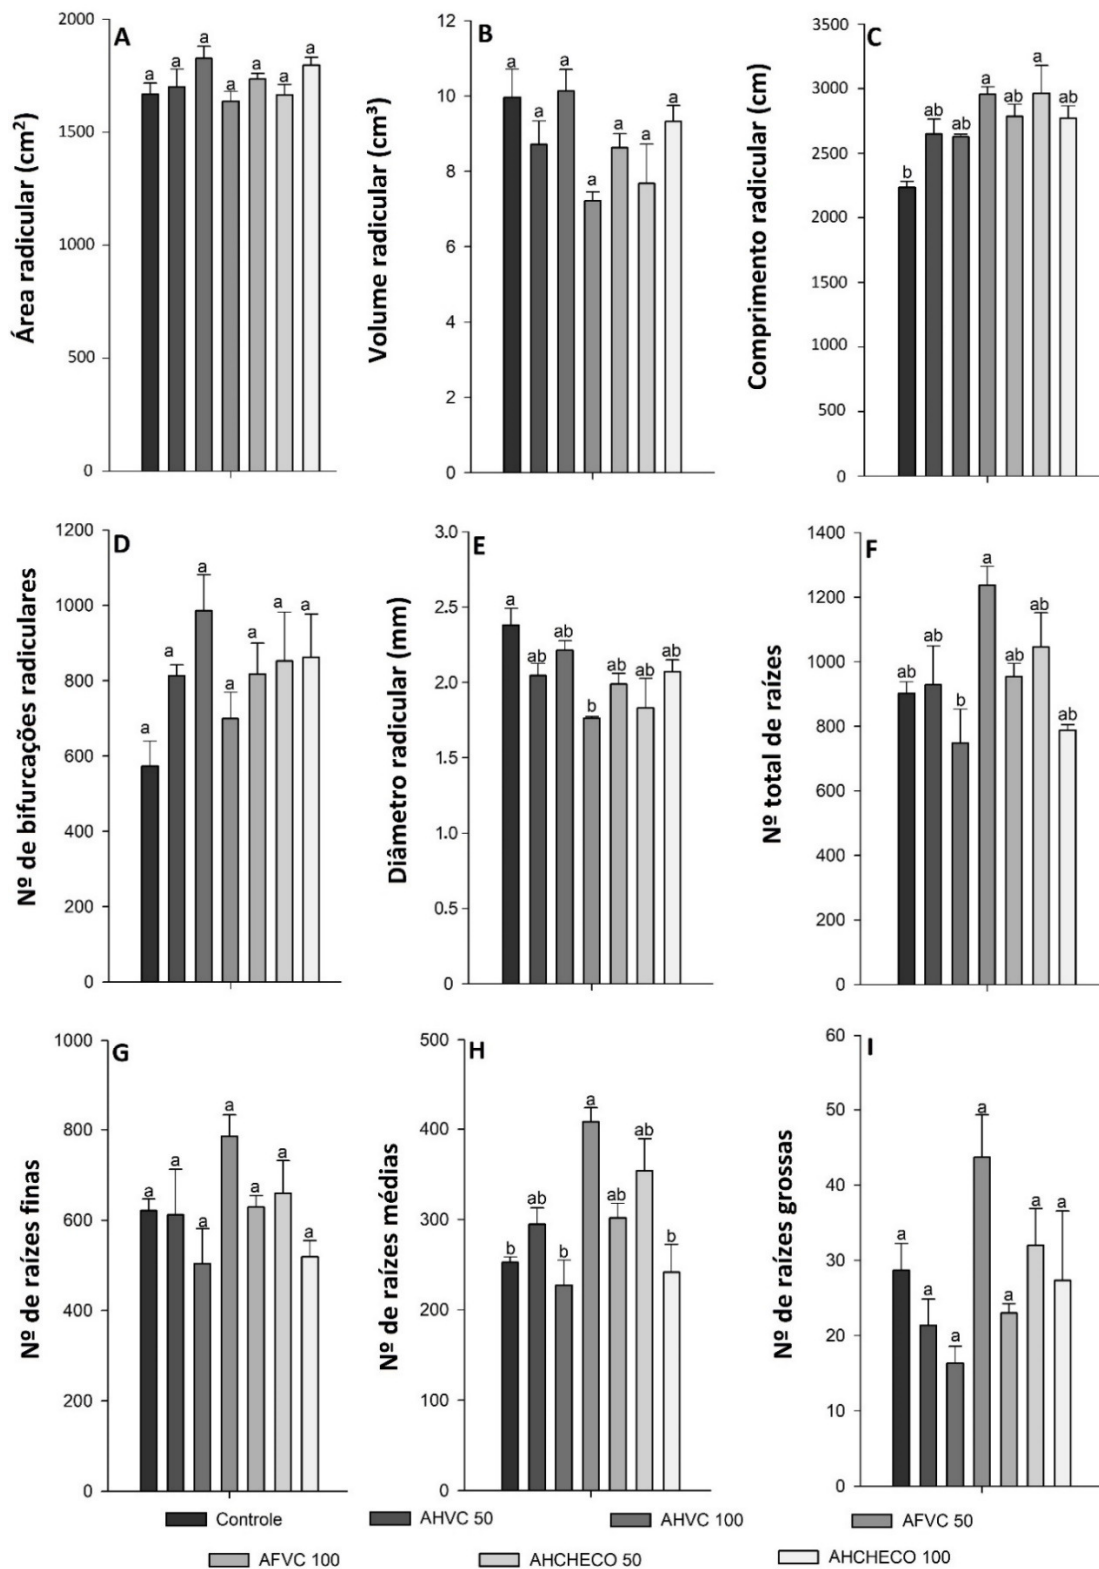 A
Área radicular (cm²)
2000
1500
1000
500
0
a a a a a a a
B
Volume radicular (cm³)
12
10
8
6
4
2
0
a a a a a a a
C
Comprimento radicular (cm)
3500
3000
2500
2000
1500
1000
500
0
b ab ab a ab a ab
D
Nº de bifurcações radiculares
1200
1000
800
600
400
200
0
a a a a a a a
E
Diâmetro radicular (mm)
3.0
2.5
2.0
1.5
1.0
0.5
0
a ab ab b ab ab ab
F
Nº total de raízes
1400
1200
1000
800
600
400
200
0
ab ab b a ab ab ab
G
Nº de raízes finas
1000
800
600
400
200
0
a a a a a a a
H
Nº de raízes médias
500
400
300
200
100
0
b ab b a ab ab b
I
Nº de raízes grossas
60
50
40
30
20
10
0
a a a a a a a
Controle AHVC 50 AHVC 100 AFVC 50
AFVC 100 AHCHECO 50 AHCHECO 100